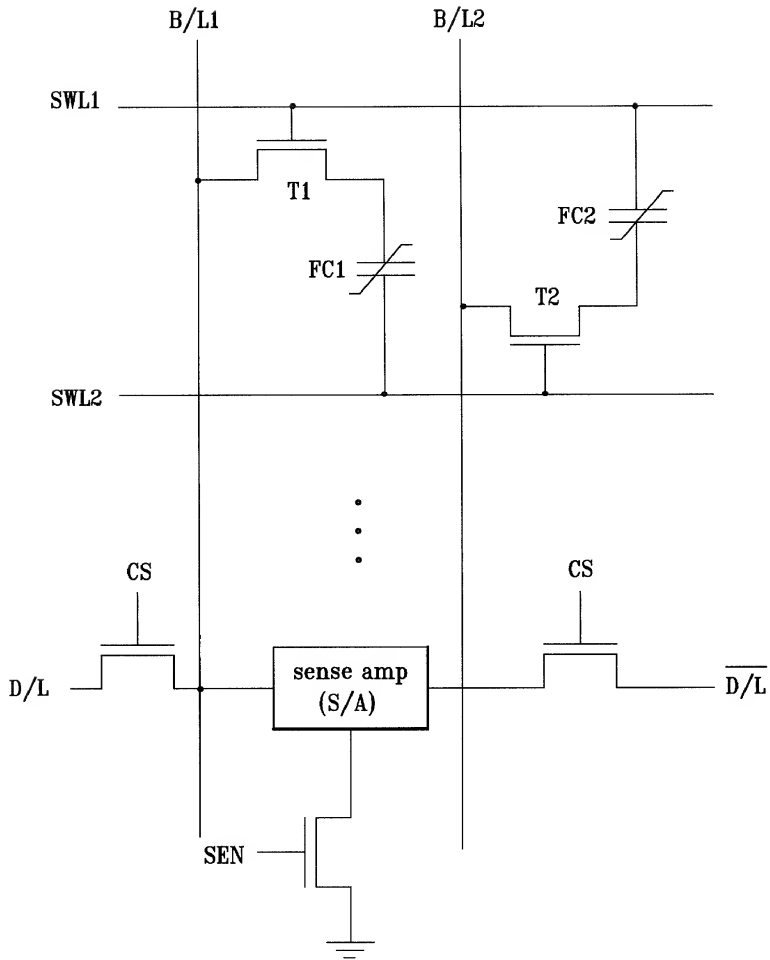 B/L1
B/L2
SWL1
T1
FC2
FC1
T2
SWL2
CS
CS
D/L
sense amp
(S/A)
D/L
SEN